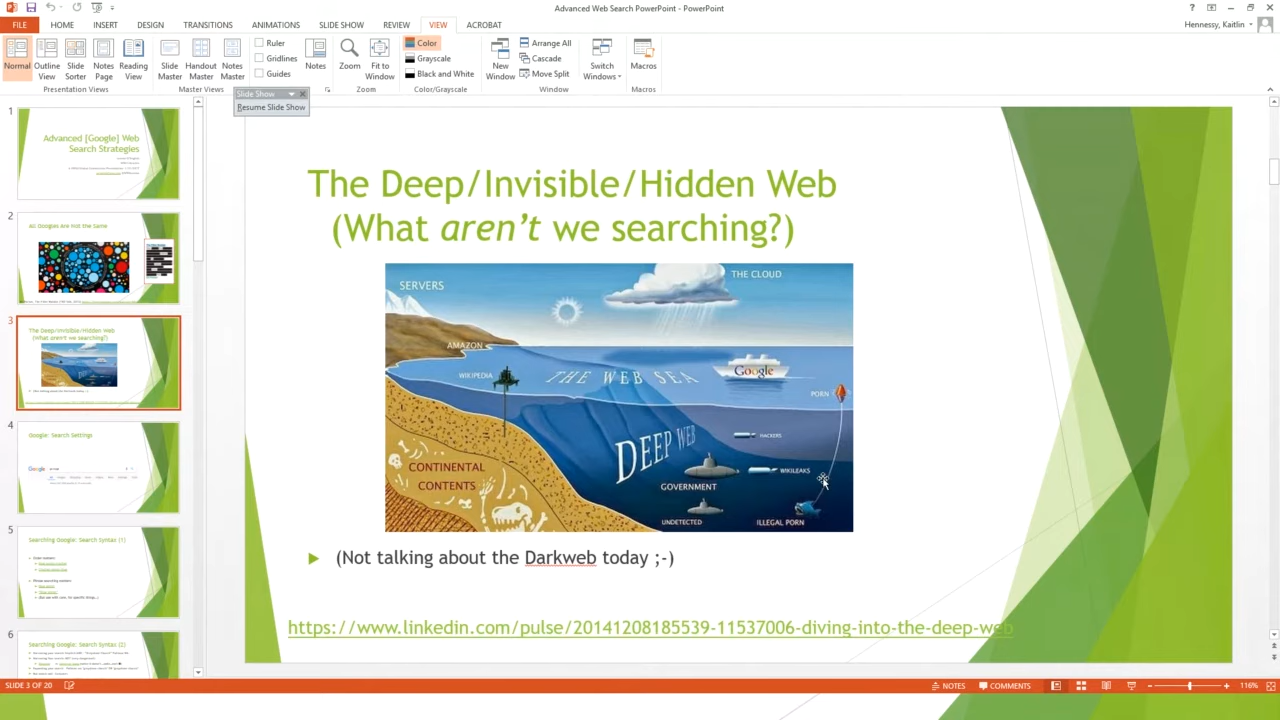 Advanced Web Search PowerPoint - PowerPoint
FILE HOME INSERT DESIGN TRANSITIONS ANIMATIONS SLIDE SHOW REVIEW VIEW ACROBAT
Hennessy, Kaitlin
Normal
Outline View
Slide Sorter
Notes Page
Reading View
Slide Master
Handout Master
Notes Master
Ruler
Gridlines
Guides
Notes
Zoom
Fit to Window
Color
Grayscale
Black and White
New Window
Arrange All
Cascade
Move Split
Switch Windows
Macros
Presentation Views
Master Views
Zoom
Color/Grayscale
Window
Macros
Slide Show
Resume Slide Show
1
Advanced [Google] Web
Search Strategies
2
All Googles Are Not the Same
3
The Deep/Invisible/Hidden Web
(What aren't we searching?)
4
Google: Search Settings
Google
5
Searching Google: Search Syntax (1)
6
Searching Google: Search Syntax (2)
The Deep/Invisible/Hidden Web
(What aren't we searching?)
SERVERS
THE CLOUD
AMAZON
WIKIPEDIA
THE WEB SEA
Google
PORN
DEEP WEB
HACKERS
WIKILEAKS
CONTINENTAL
CONTENTS
GOVERNMENT
UNDETECTED
ILLEGAL PORN
(Not talking about the Darkweb today ;-)
https://www.linkedin.com/pulse/20141208185539-11537006-diving-into-the-deep-web
SLIDE 3 OF 20
NOTES
COMMENTS
116%